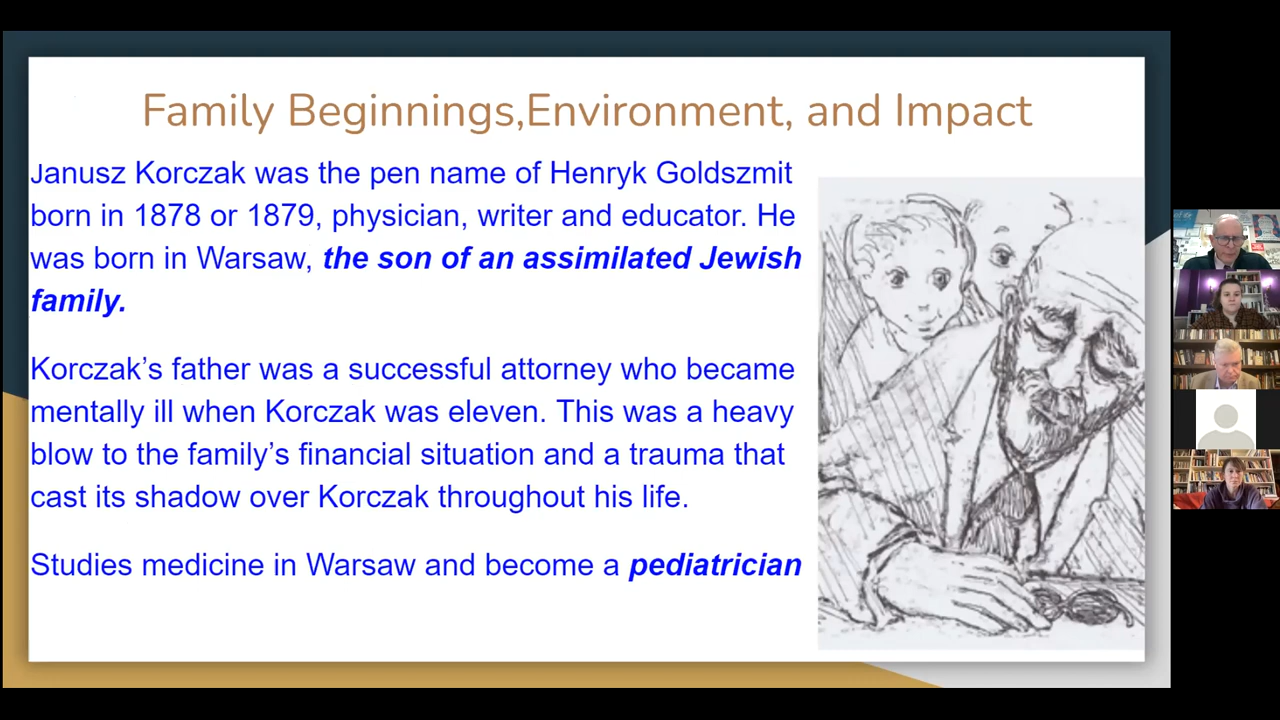 Family Beginnings,Environment, and Impact
Janusz Korczak was the pen name of Henryk Goldszmit
born in 1878 or 1879, physician, writer and educator. He
was born in Warsaw, the son of an assimilated Jewish
family.
Korczak’s father was a successful attorney who became
mentally ill when Korczak was eleven. This was a heavy
blow to the family’s financial situation and a trauma that
cast its shadow over Korczak throughout his life.
Studies medicine in Warsaw and become a pediatrician